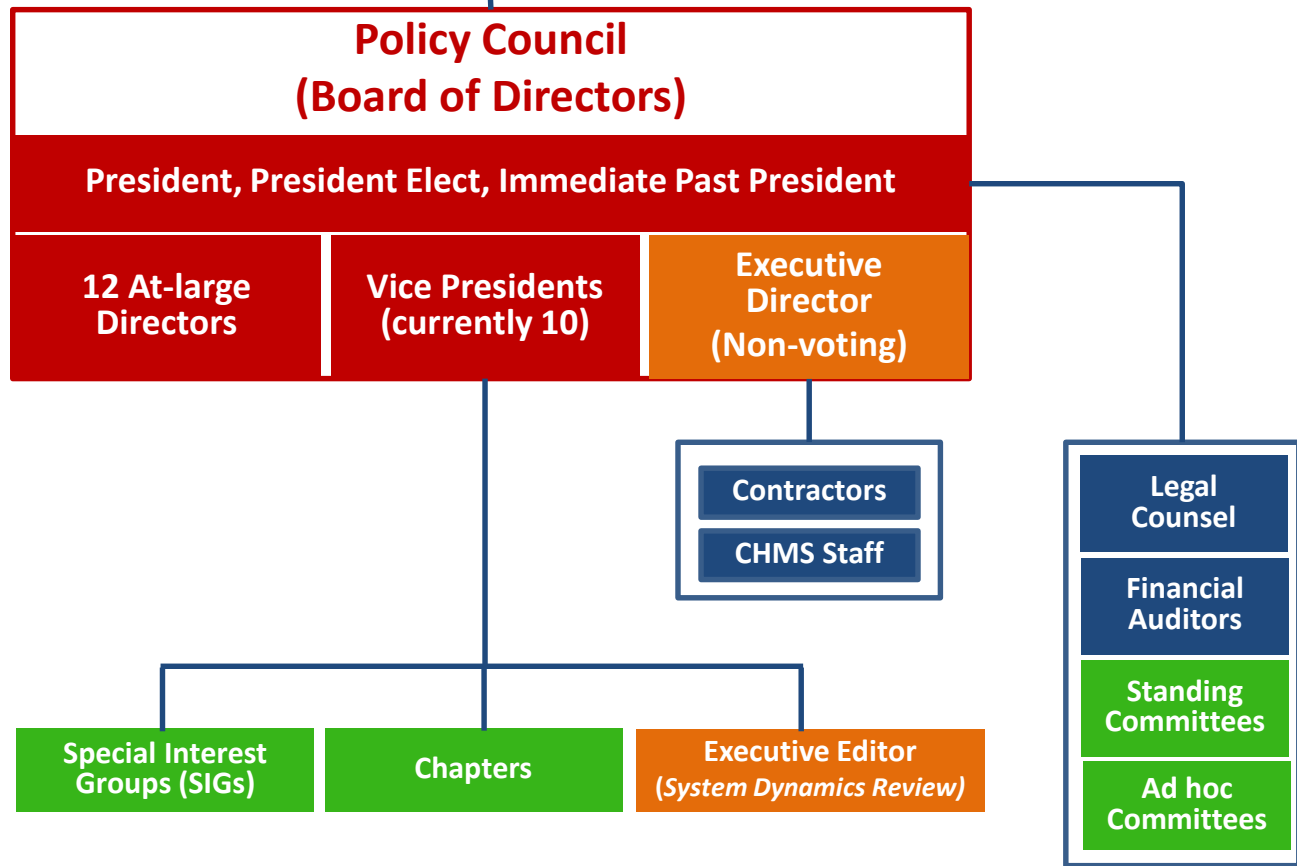 Policy Council
(Board of Directors)
President, President Elect, Immediate Past President
12 At-large
Directors
Vice Presidents
(currently 10)
Executive
Director
(Non-voting)
Contractors
CHMS Staff
Legal
Counsel
Financial
Auditors
Standing
Committees
Ad hoc
Committees
Special Interest
Groups (SIGs)
Chapters
Executive Editor
(System Dynamics Review)